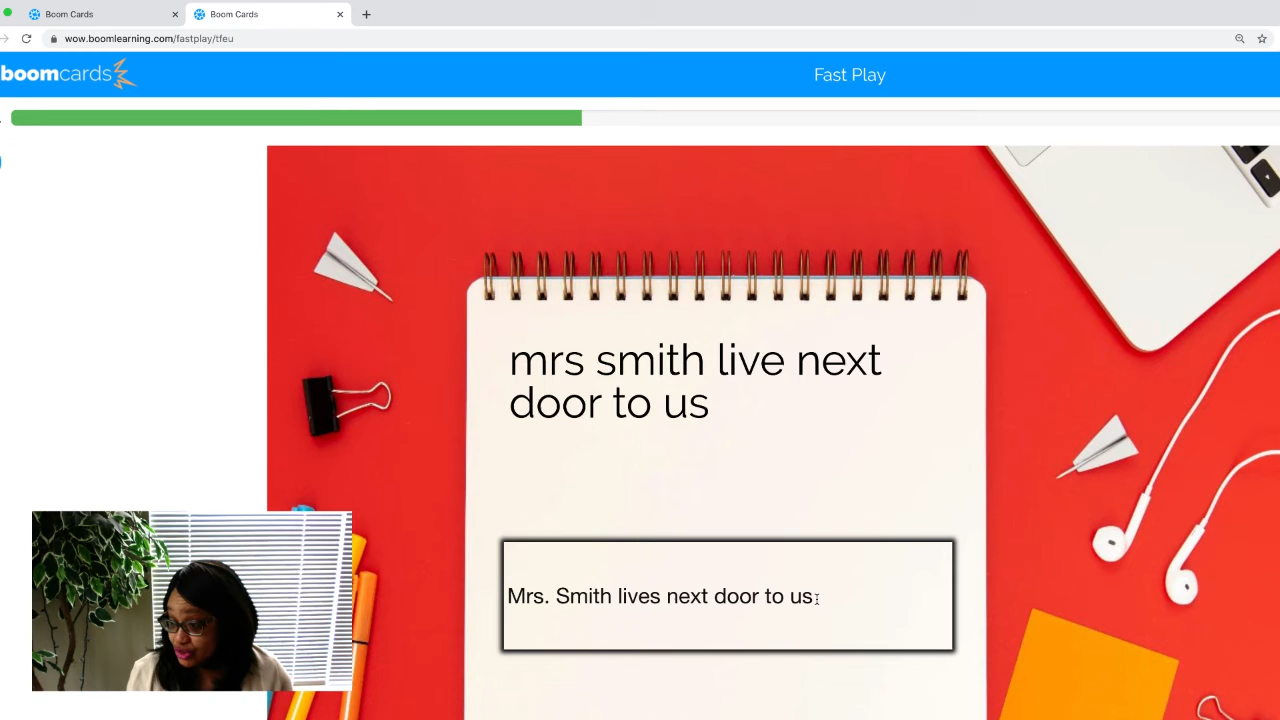 Boom Cards
Boom Cards
wow.boomlearning.com/fastplay/tfeu
boomcards
Fast Play
mrs smith live next
door to us
Mrs. Smith lives next door to us